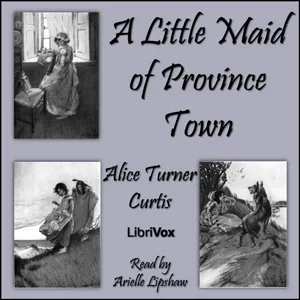 A Little Maid
of Province
Town
Alice Turner
Curtis
LibriVox
Read by
Arielle Lipshaw